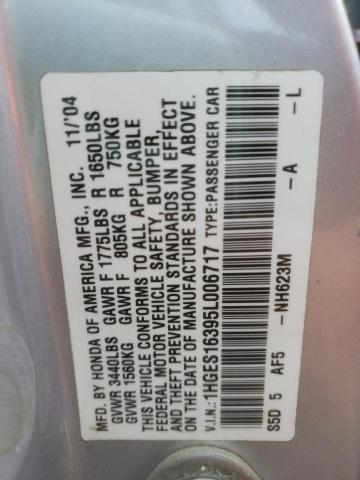 MFD. BY HONDA OF AMERICA MFG., INC. 11/'04
GVWR 3440LBS GAWR F 1775LBS R 1650LBS
GVWR 1560KG GAWR F 805KG R 750KG
THIS VEHICLE CONFORMS TO ALL APPLICABLE
FEDERAL MOTOR VEHICLE SAFETY, BUMPER,
AND THEFT PREVENTION STANDARDS IN EFFECT
ON THE DATE OF MANUFACTURE SHOWN ABOVE.
V.I.N.: 1HGES16395L006717 TYPE: PASSENGER CAR
S5D 5 AF5 -NH623M -A -L